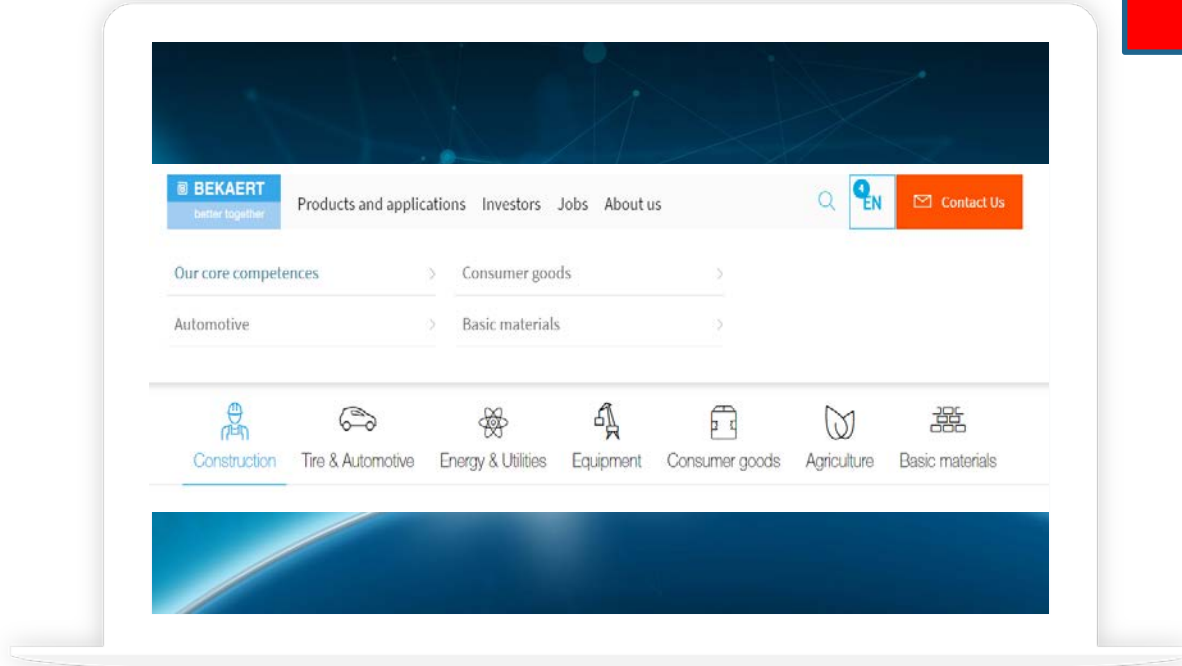 BEKAERT
better together
Products and applications Investors Jobs About us EN Contact Us
Our core competences Consumer goods
Automotive Basic materials
Construction Tire & Automotive Energy & Utilities Equipment Consumer goods Agriculture Basic materials